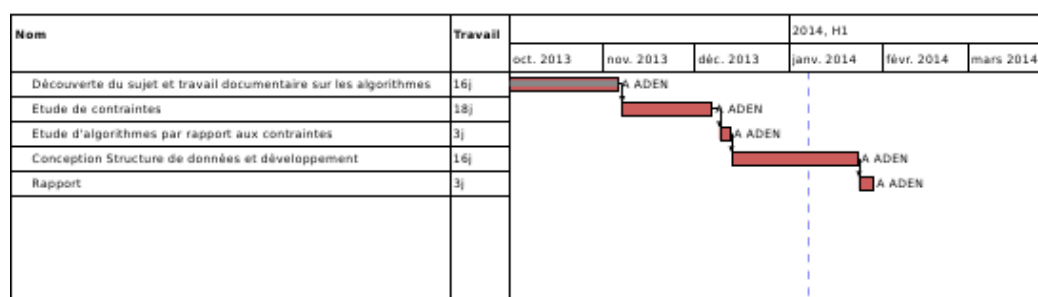 Nom Travail 2014, H1
oct. 2013 nov. 2013 déc. 2013 janv. 2014 févr. 2014 mars 2014
Découverte du sujet et travail documentaire sur les algorithmes 16j A ADEN
Etude de contraintes 18j A ADEN
Etude d'algorithmes par rapport aux contraintes 3j A ADEN
Conception Structure de données et développement 16j A ADEN
Rapport 3j A ADEN